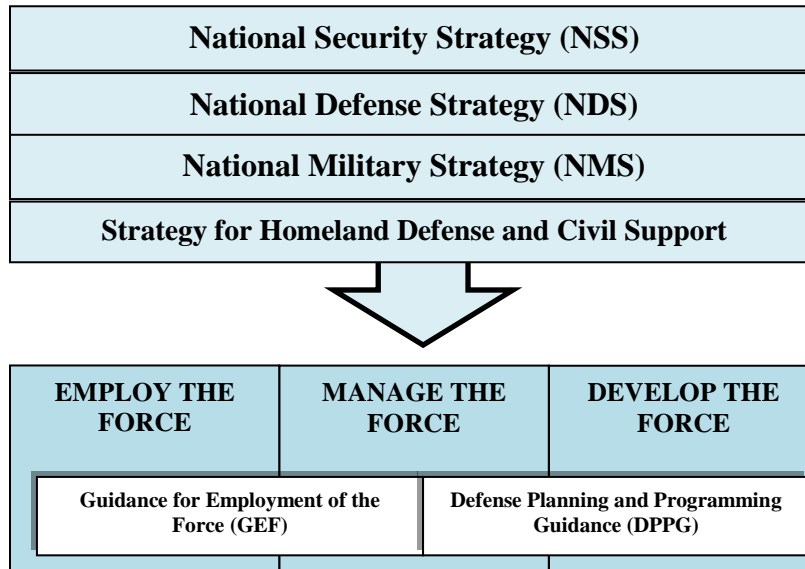 National Security Strategy (NSS)
National Defense Strategy (NDS)
National Military Strategy (NMS)
Strategy for Homeland Defense and Civil Support
EMPLOY THE
FORCE
MANAGE THE
FORCE
DEVELOP THE
FORCE
Guidance for Employment of the
Force (GEF)
Defense Planning and Programming
Guidance (DPPG)